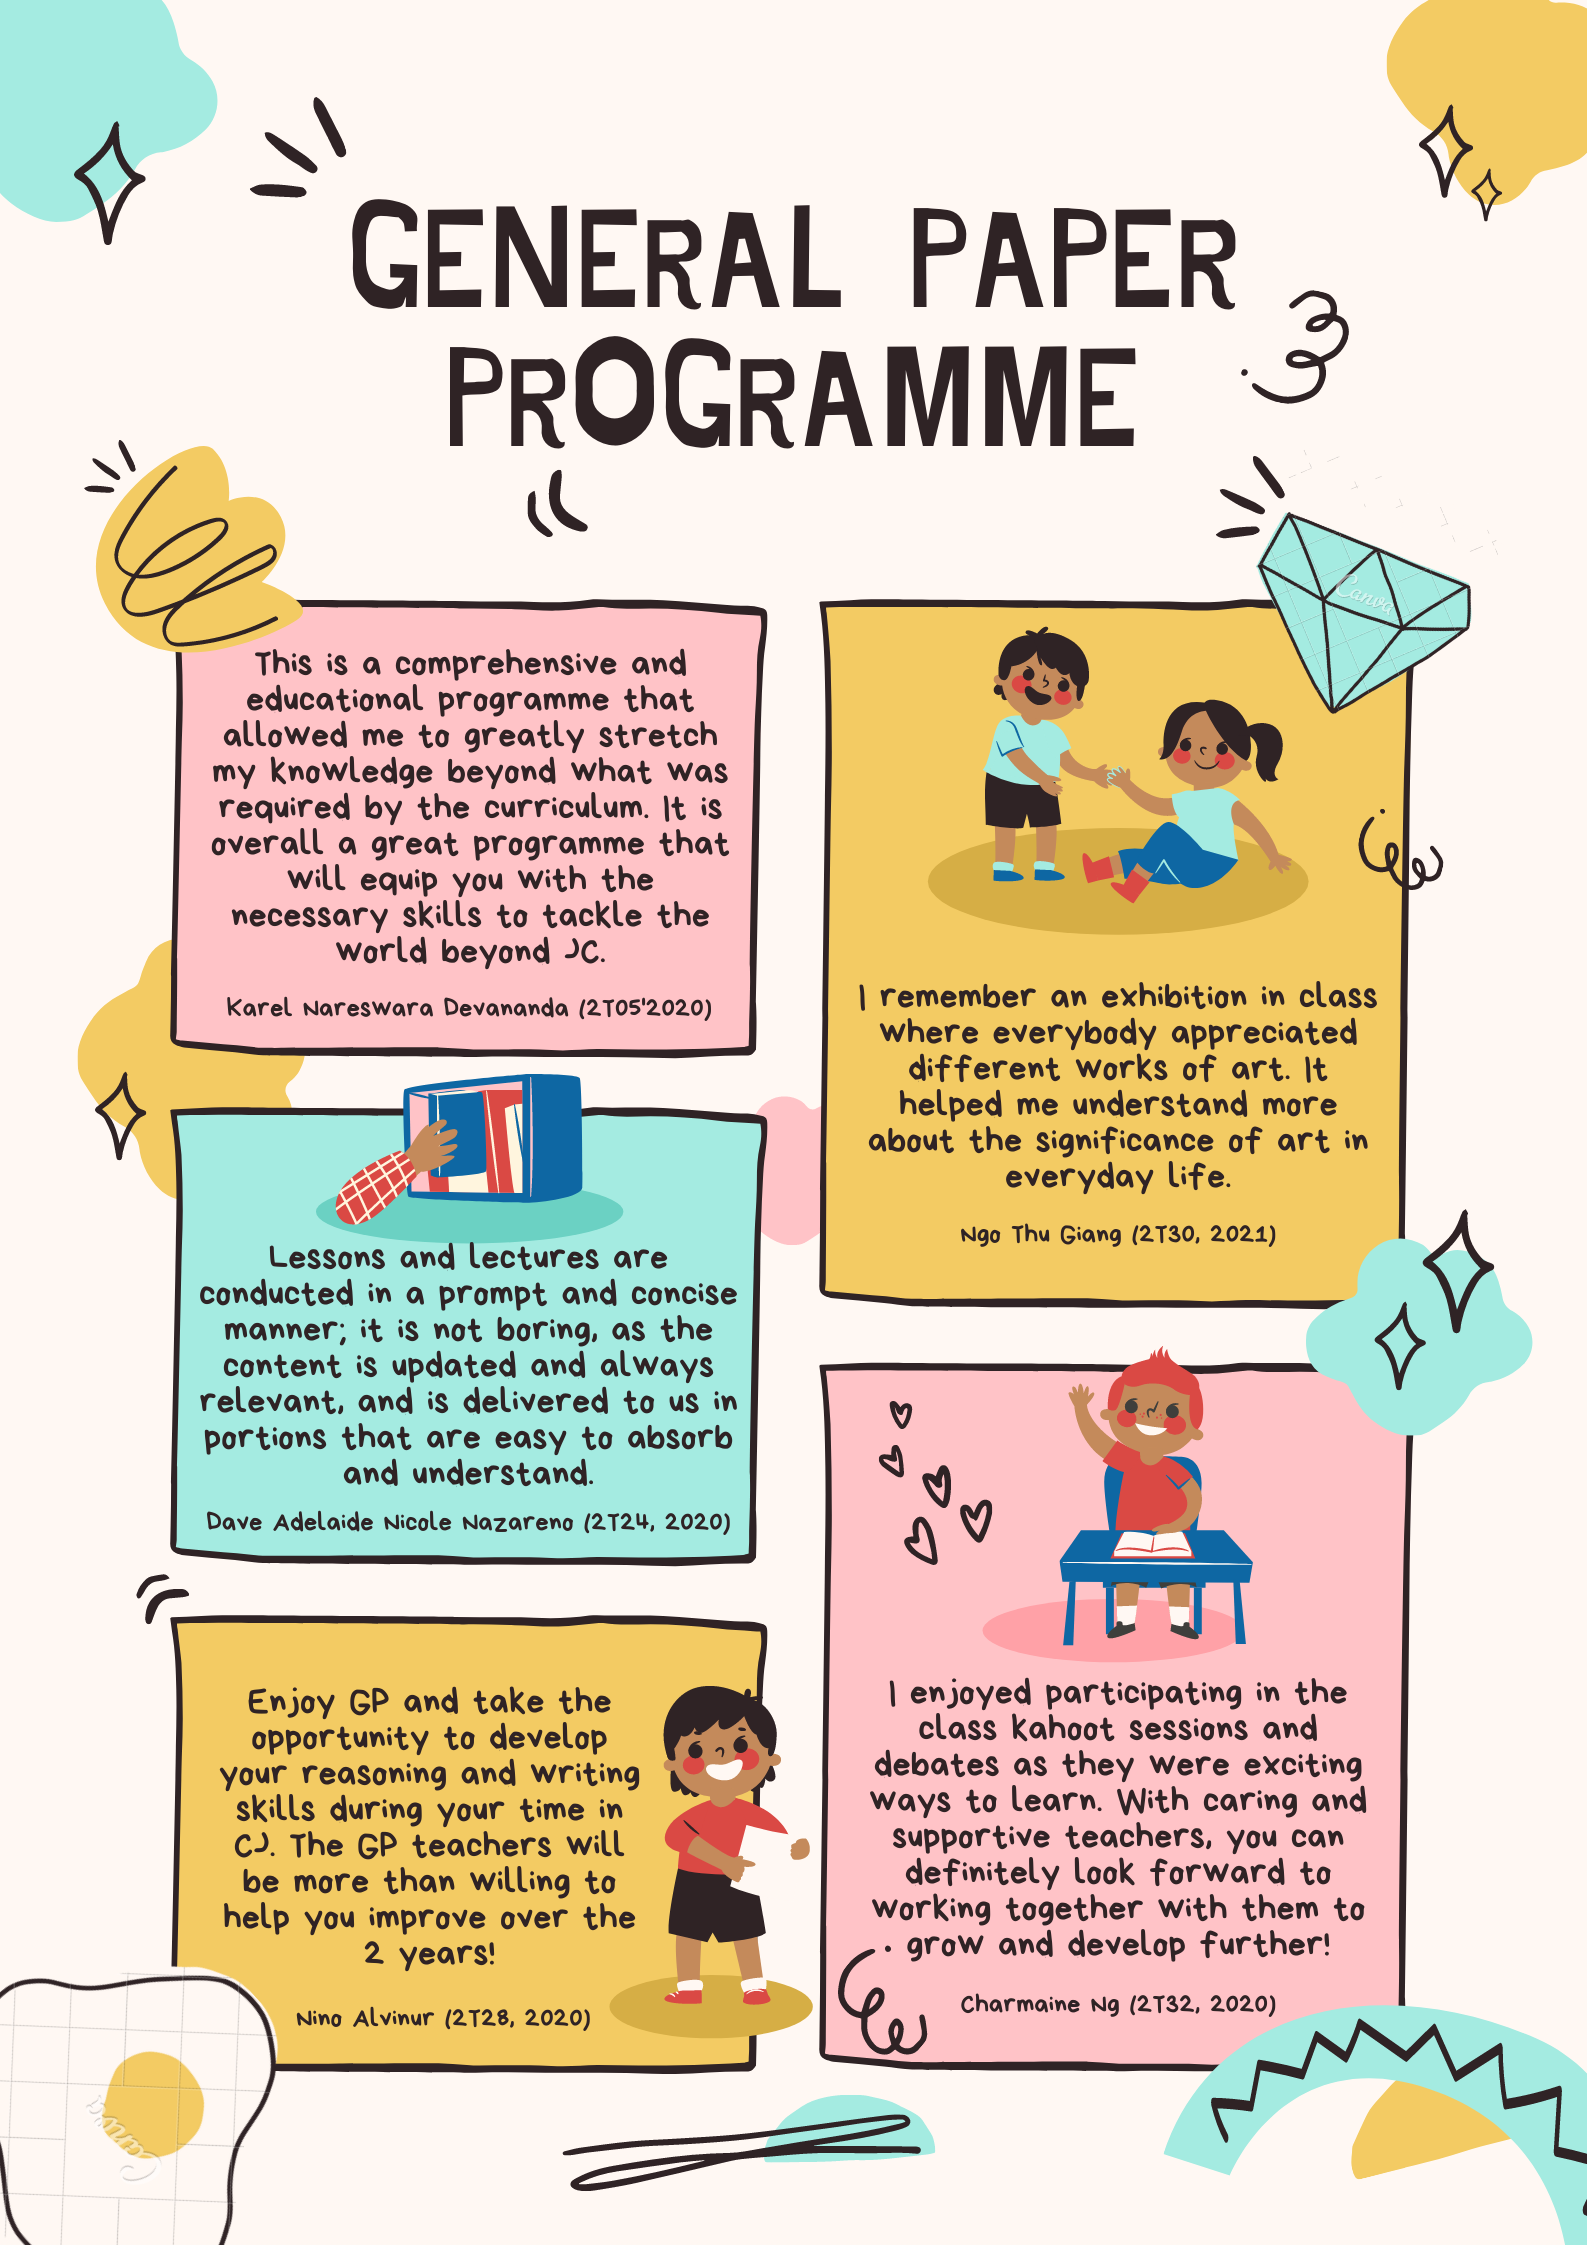 GENERAL PAPER
PROGRAMME
This is a comprehensive and
educational programme that
allowed me to greatly stretch
my knowledge beyond what was
required by the curriculum. It is
overall a great programme that
will equip you with the
necessary skills to tackle the
world beyond JC.
Karel Nareswara Devananda (2T05'2020)
Lessons and lectures are
conducted in a prompt and concise
manner; it is not boring, as the
content is updated and always
relevant, and is delivered to us in
portions that are easy to absorb
and understand.
Dave Adelaide Nicole Nazareno (2T24, 2020)
Enjoy GP and take the
opportunity to develop
your reasoning and writing
skills during your time in
CJ. The GP teachers will
be more than willing to
help you improve over the
2 years!
Nino Alvinur (2T28, 2020)
Canva
Canva
I remember an exhibition in class
where everybody appreciated
different works of art. It
helped me understand more
about the significance of art in
everyday life.
Ngo Thu Giang (2T30, 2021)
I enjoyed participating in the
class kahoot sessions and
debates as they were exciting
ways to learn. With caring and
supportive teachers, you can
definitely look forward to
working together with them to
grow and develop further!
Charmaine Ng (2T32, 2020)